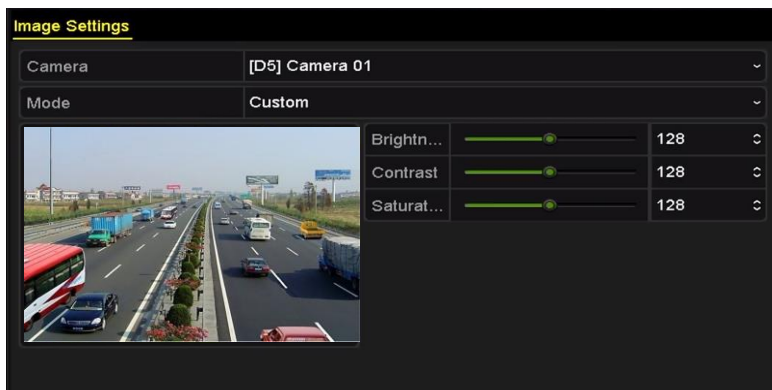 Image Settings
Camera [D5] Camera 01
Mode Custom
Brightn... 128
Contrast 128
Saturat... 128